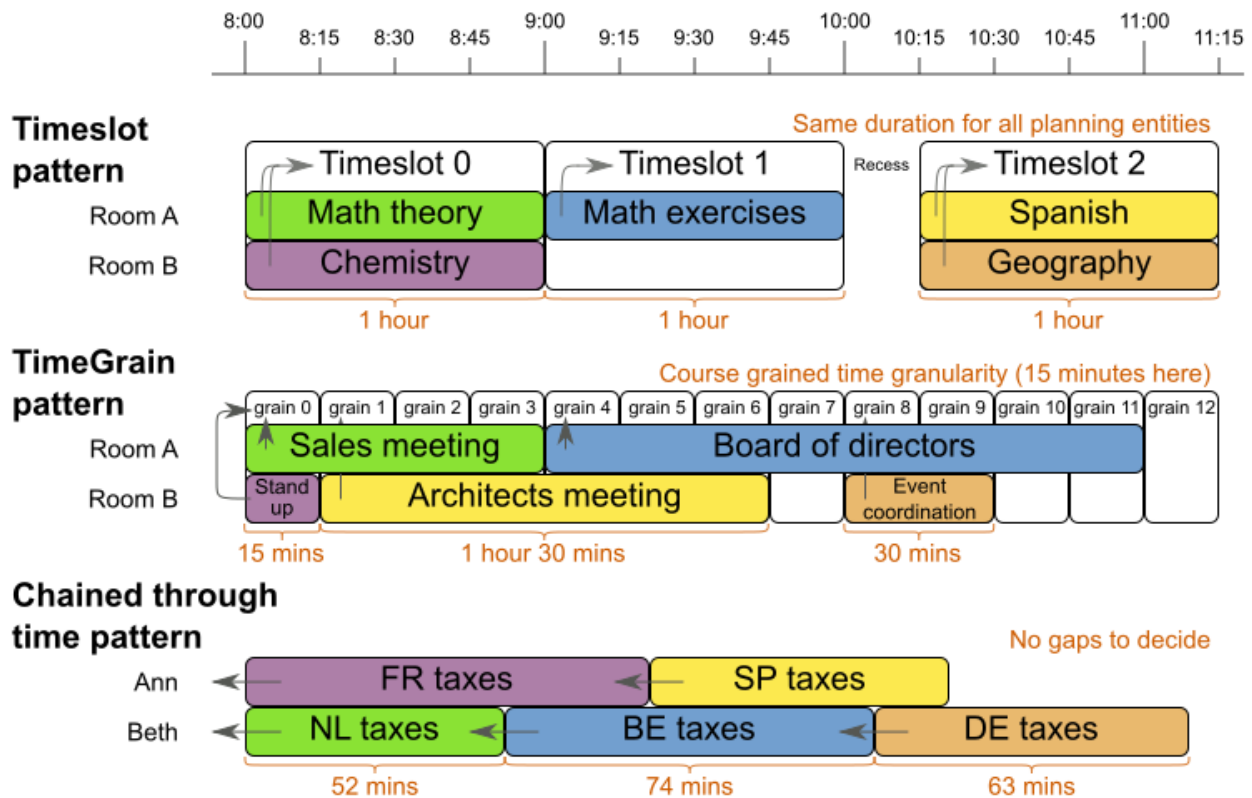 8:00 9:00 10:00 11:00
8:15 8:30 8:45 9:15 9:30 9:45 10:15 10:30 10:45 11:15
Timeslot
pattern
Same duration for all planning entities
Timeslot 0 Timeslot 1 Recess Timeslot 2
Room A Math theory Math exercises Spanish
Room B Chemistry Geography
1 hour 1 hour 1 hour
TimeGrain
pattern
Course grained time granularity (15 minutes here)
grain 0 grain 1 grain 2 grain 3 grain 4 grain 5 grain 6 grain 7 grain 8 grain 9 grain 10 grain 11 grain 12
Room A Sales meeting Board of directors
Room B Stand
up
Architects meeting
Event
coordination
15 mins 1 hour 30 mins 30 mins
Chained through
time pattern
No gaps to decide
Ann FR taxes SP taxes
Beth NL taxes BE taxes DE taxes
52 mins 74 mins 63 mins